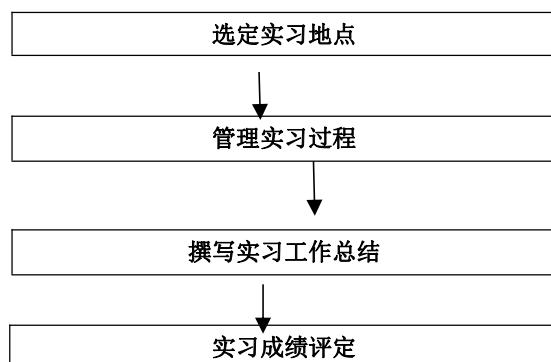 选定实习地点
管理实习过程
撰写实习工作总结
实习成绩评定